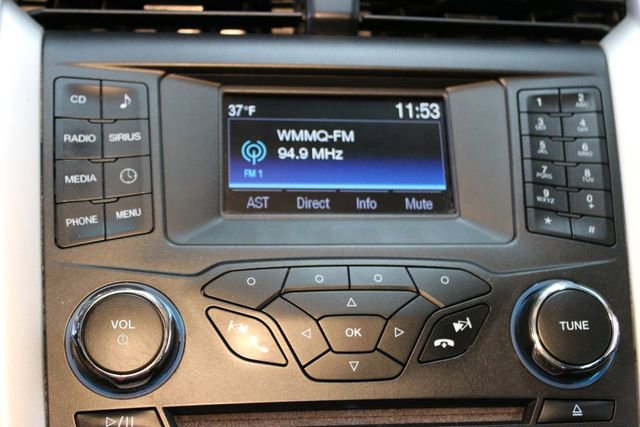 CD
RADIO SIRIUS
MEDIA
PHONE MENU
37°F 11:53
WMMQ-FM
94.9 MHz
FM 1
AST Direct Info Mute
1 2 ABC
3 DEF 4 GHI
5 JKL 6 MNO
7 PQRS 8 TUV
9 WXYZ 0 +
* #
VOL
OK
TUNE